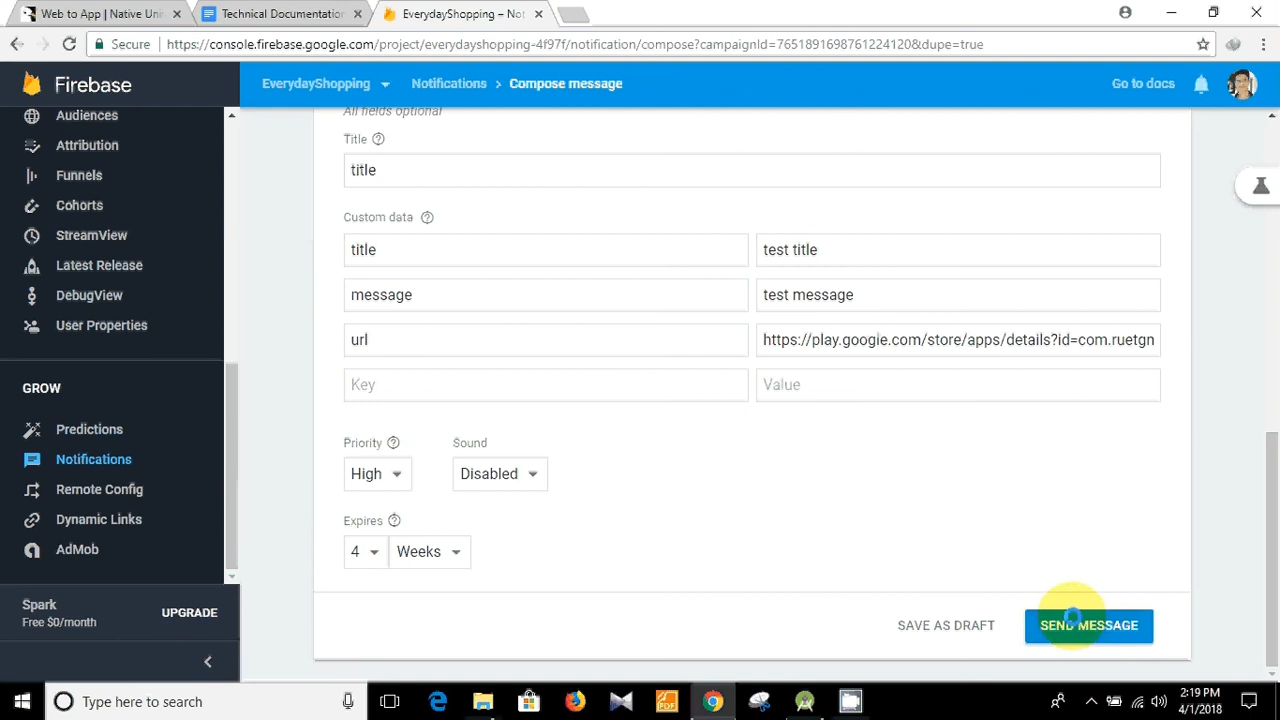 Web to App | Native Uni
Technical Documentation
EverydayShopping – Not
Secure
https://console.firebase.google.com/project/everydayshopping-4f97f/notification/compose?campaignId=7651891698761224120&dupe=true
Firebase
EverydayShopping
Notifications > Compose message
Go to docs
Audiences
Attribution
Funnels
Cohorts
StreamView
Latest Release
DebugView
User Properties
GROW
Predictions
Notifications
Remote Config
Dynamic Links
AdMob
Spark
Free $0/month
UPGRADE
All fields optional
Title
title
Custom data
title
test title
message
test message
url
https://play.google.com/store/apps/details?id=com.ruetgn
Key
Value
Priority
Sound
High
Disabled
Expires
4
Weeks
SAVE AS DRAFT
SEND MESSAGE
Type here to search
PDF
2:19 PM
4/1/2018